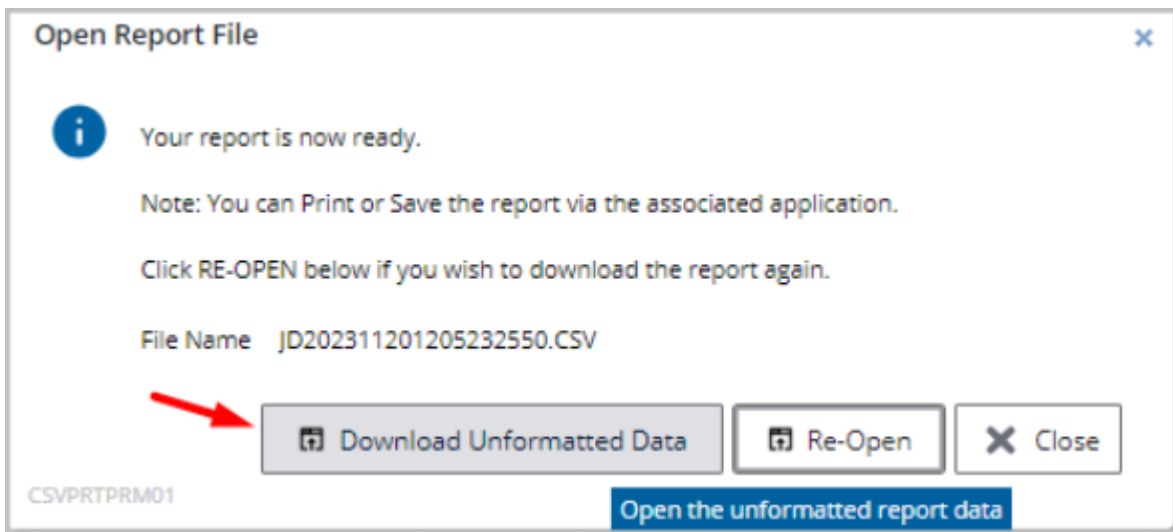 Open Report File
Your report is now ready.
Note: You can Print or Save the report via the associated application.
Click RE-OPEN below if you wish to download the report again.
File Name JD202311201205232550.CSV
Download Unformatted Data Re-Open Close
CSVPRTPRM01
Open the unformatted report data